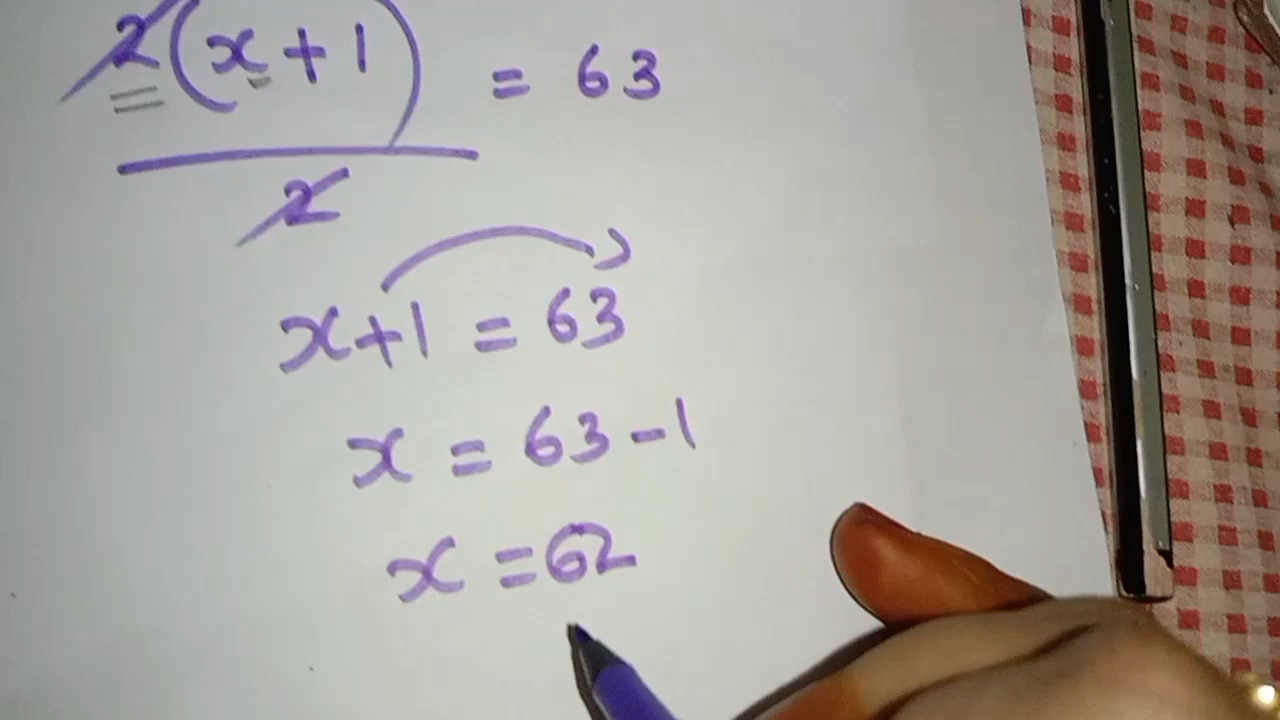 2(x+1) = 63
2
x+1 = 63
x = 63-1
x = 62